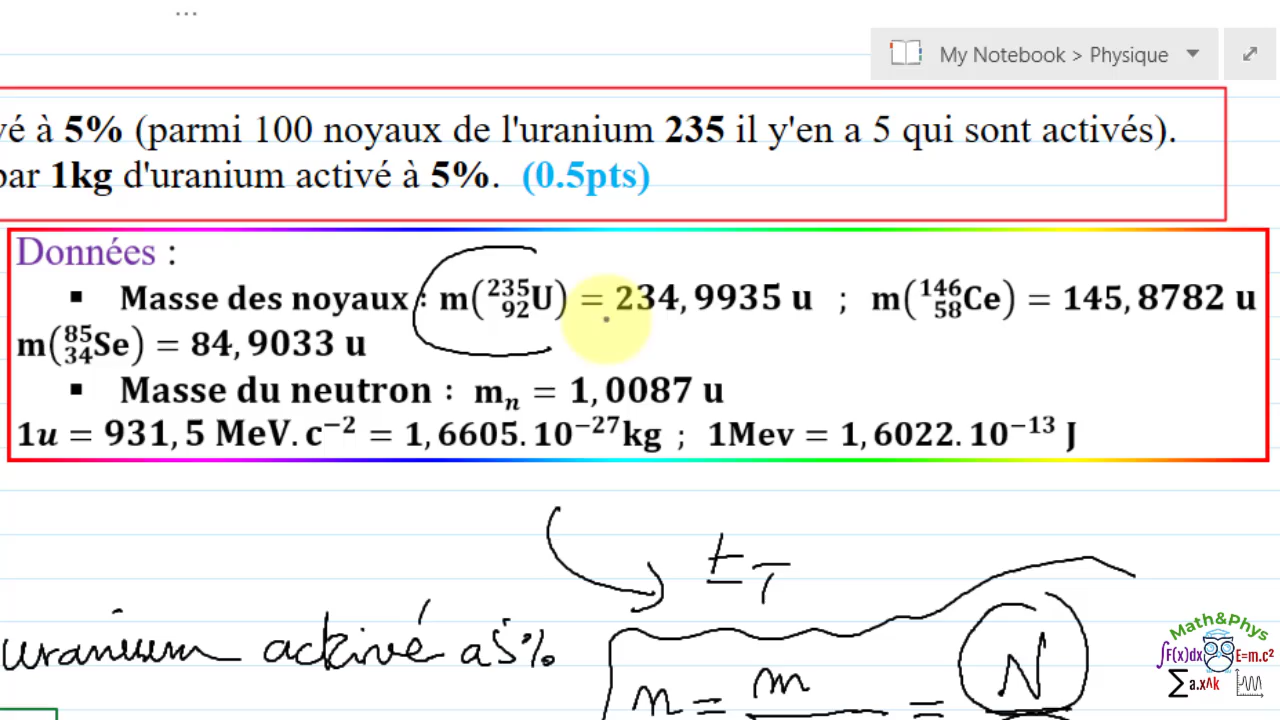 ...
My Notebook > Physique
vé à 5% (parmi 100 noyaux de l'uranium 235 il y'en a 5 qui sont activés).
par 1kg d'uranium activé à 5%. (0.5pts)
Données :
▪ Masse des noyaux : m(²³⁵₉₂U) = 234,9935 u ; m(¹⁴⁶₅₈Ce) = 145,8782 u
m(⁸⁵₃₄Se) = 84,9033 u
▪ Masse du neutron : mₙ = 1,0087 u
1u = 931,5 MeV.c⁻² = 1,6605.10⁻²⁷kg ; 1Mev = 1,6022.10⁻¹³ J
E_T
uranium activé a 5%
n = m = N
Math&Phys
∫F(x)dx E=m.c²
∑ a.x∧k